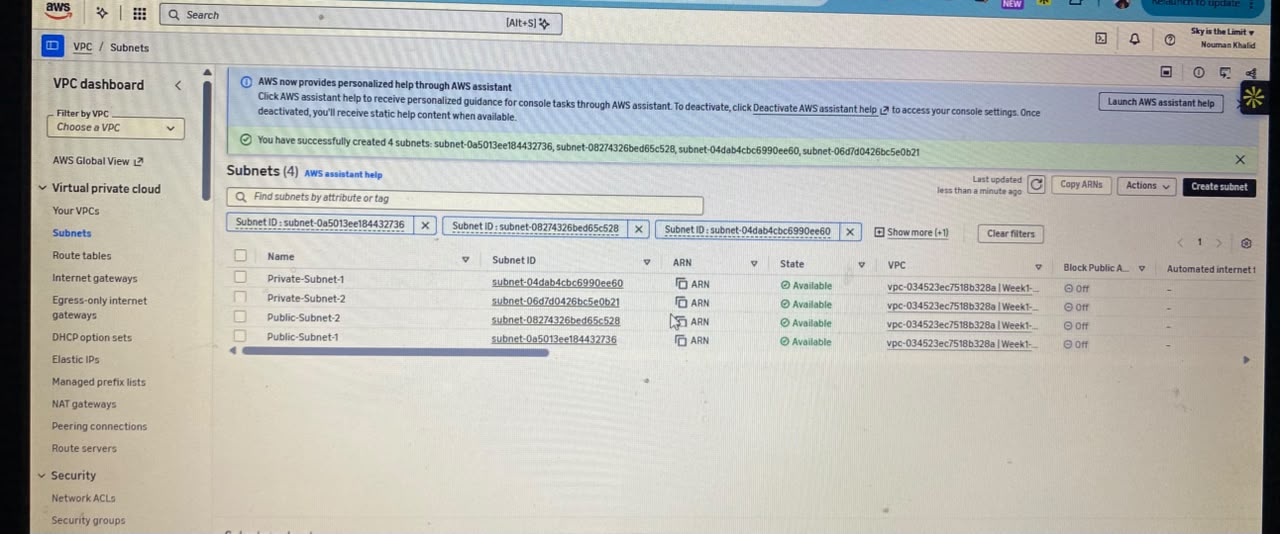 aws
Search
[Alt+S]
NEW
Relaunch to update
VPC / Subnets
Sky is the Limit
Nouman Khalid
VPC dashboard
Filter by VPC
Choose a VPC
AWS Global View
Virtual private cloud
Your VPCs
Subnets
Route tables
Internet gateways
Egress-only internet
gateways
DHCP option sets
Elastic IPs
Managed prefix lists
NAT gateways
Peering connections
Route servers
Security
Network ACLs
Security groups
AWS now provides personalized help through AWS assistant
Click AWS assistant help to receive personalized guidance for console tasks through AWS assistant. To deactivate, click Deactivate AWS assistant help to access your console settings. Once
deactivated, you'll receive static help content when available.
Launch AWS assistant help
You have successfully created 4 subnets: subnet-0a5013ee184432736, subnet-08274326bed65c528, subnet-04dab4cbc6990ee60, subnet-06d7d0426bc5e0b21
Subnets (4) AWS assistant help
Last updated
less than a minute ago
Copy ARNs
Actions
Create subnet
Find subnets by attribute or tag
Subnet ID : subnet-0a5013ee184432736
Subnet ID : subnet-08274326bed65c528
Subnet ID : subnet-04dab4cbc6990ee60
Show more (+1)
Clear filters
1
Name Subnet ID ARN State VPC Block Public A... Automated internet t
Private-Subnet-1 subnet-04dab4cbc6990ee60 ARN Available vpc-034523ec7518b328a | Week1-... Off -
Private-Subnet-2 subnet-06d7d0426bc5e0b21 ARN Available vpc-034523ec7518b328a | Week1-... Off -
Public-Subnet-2 subnet-08274326bed65c528 ARN Available vpc-034523ec7518b328a | Week1-... Off -
Public-Subnet-1 subnet-0a5013ee184432736 ARN Available vpc-034523ec7518b328a | Week1-... Off -